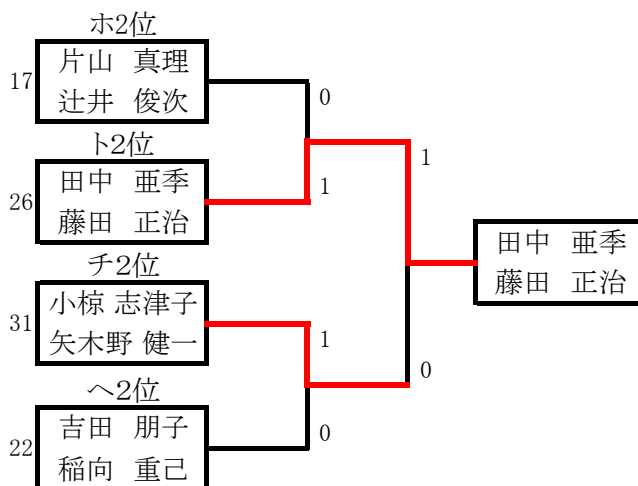 ホ2位
17
片山 真理
辻井 俊次
0
ト2位
1
1
26
田中 亜季
藤田 正治
田中 亜季
藤田 正治
チ2位
31
小椋 志津子
矢木野 健一
1
0
ヘ2位
0
22
吉田 朋子
稲向 重己